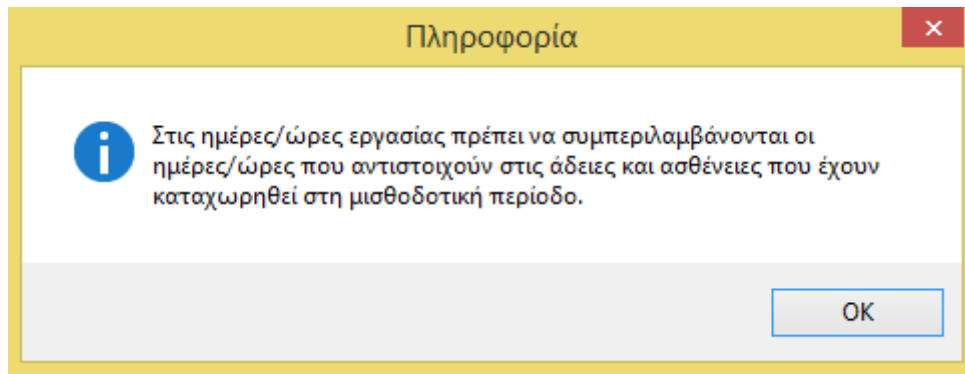 Πληροφορία
Στις ημέρες/ώρες εργασίας πρέπει να συμπεριλαμβάνονται οι
ημέρες/ώρες που αντιστοιχούν στις άδειες και ασθένειες που έχουν
καταχωρηθεί στη μισθοδοτική περίοδο.
OK